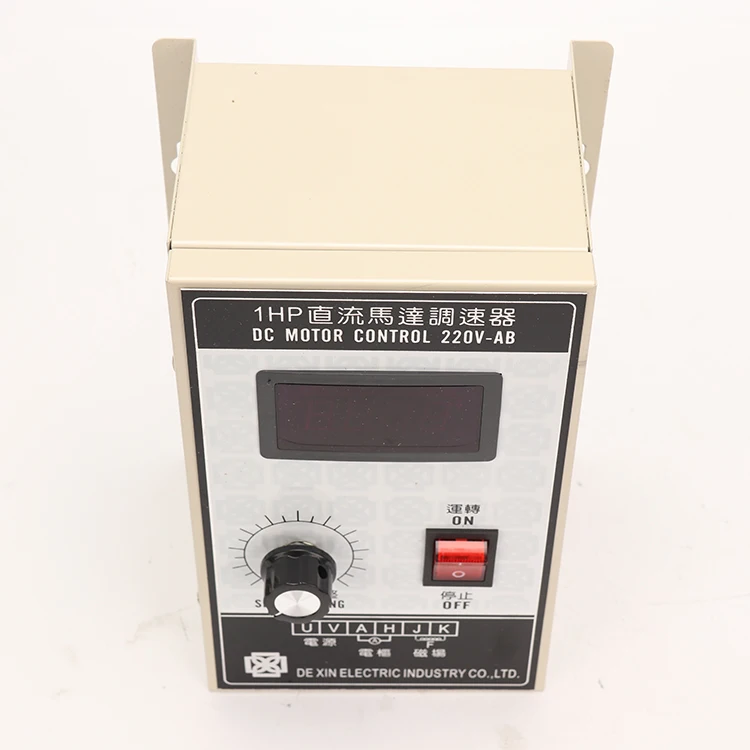 1HP直流馬達調速器
DC MOTOR CONTROL 220V-AB
運轉
ON
停止
OFF
U V A H J K
A F
電源 電樞 磁場
DE XIN ELECTRIC INDUSTRY CO.,LTD.